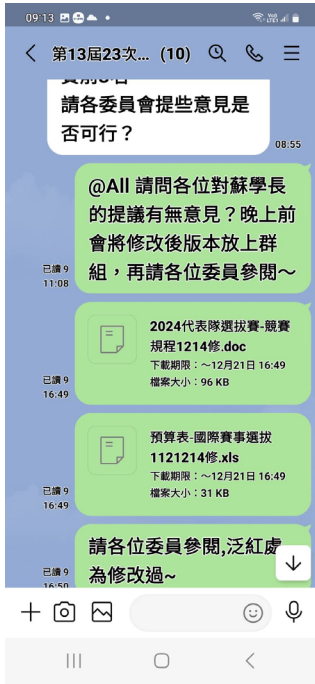 09:13
第13屆23次... (10)
請各委員會提些意見是
否可行？
08:55
@All 請問各位對蘇學長
的提議有無意見？晚上前
會將修改後版本放上群
組，再請各位委員參閱～
已讀 9
11:08
2024代表隊選拔賽-競賽
規程1214修.doc
下載期限：～12月21日 16:49
檔案大小：96 KB
已讀 9
16:49
預算表-國際賽事選拔
1121214修.xls
下載期限：～12月21日 16:49
檔案大小：31 KB
已讀 9
16:49
請各位委員參閱,泛紅處
為修改過~
已讀 9
16:50